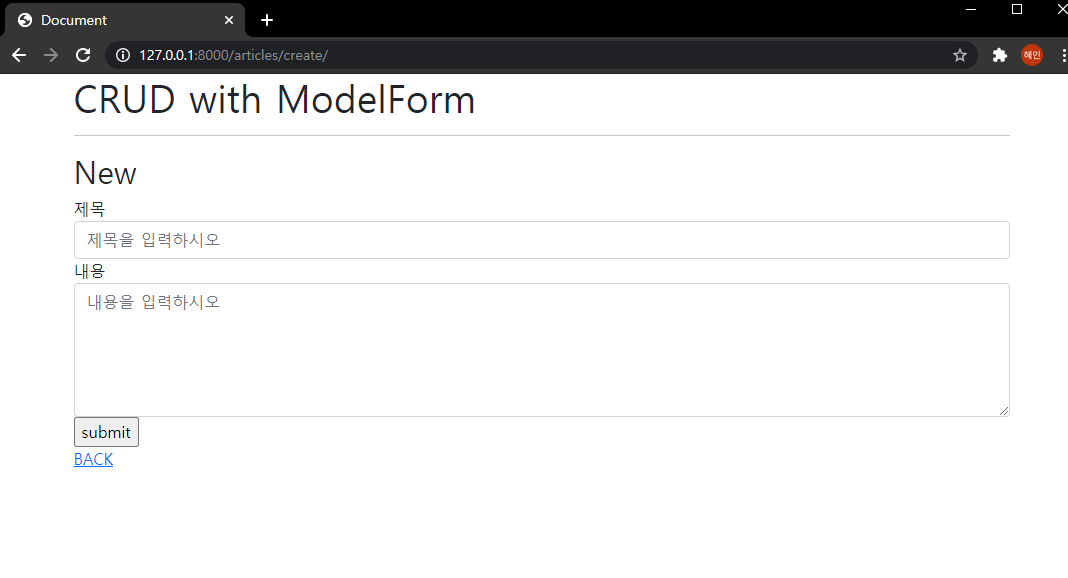 Document
127.0.0.1:8000/articles/create/
혜인
CRUD with ModelForm
New
제목
제목을 입력하시오
내용
내용을 입력하시오
submit
BACK